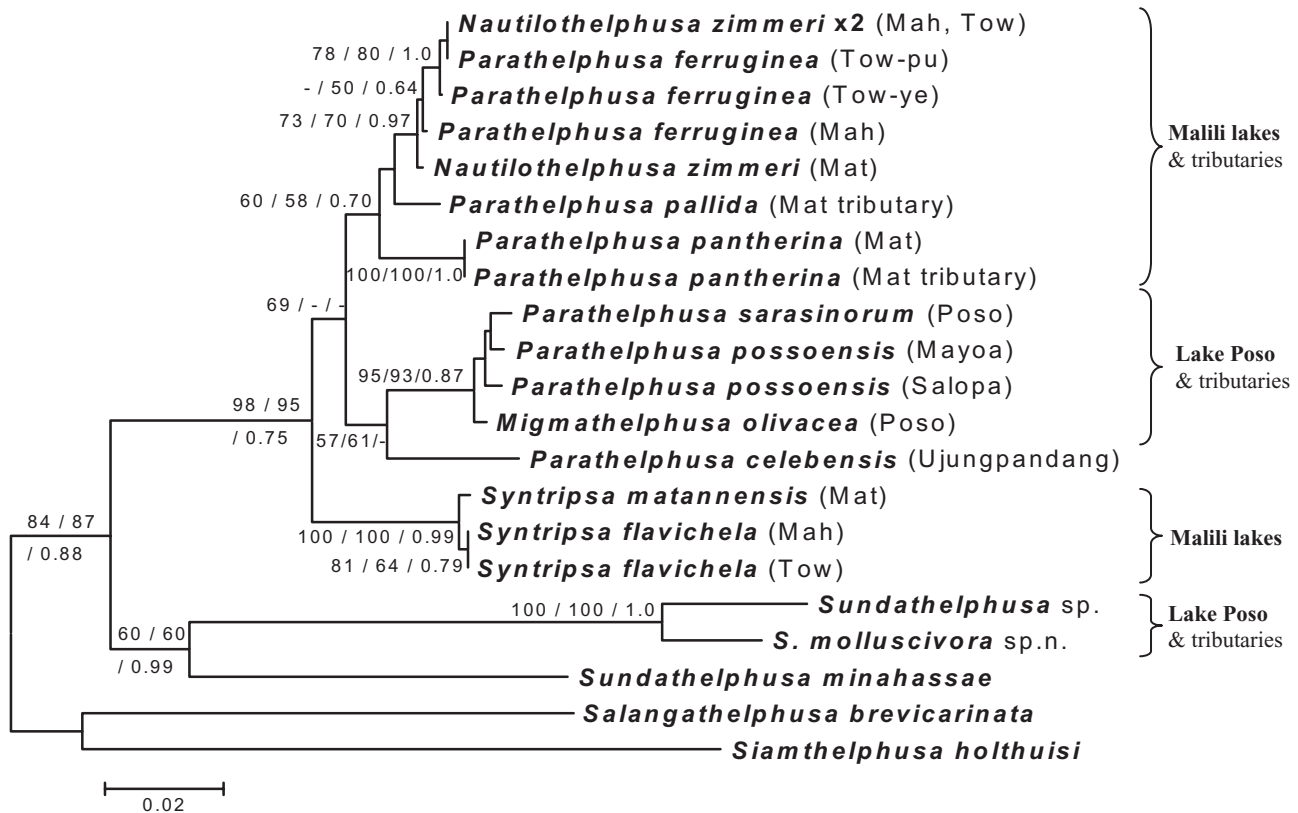 Nautilothelphusa zimmeri x2 (Mah, Tow)
78 / 80 / 1.0
Parathelphusa ferruginea (Tow-pu)
- / 50 / 0.64
Parathelphusa ferruginea (Tow-ye)
73 / 70 / 0.97
Parathelphusa ferruginea (Mah)
Malili lakes
& tributaries
Nautilothelphusa zimmeri (Mat)
60 / 58 / 0.70
Parathelphusa pallida (Mat tributary)
Parathelphusa pantherina (Mat)
100/100/1.0
Parathelphusa pantherina (Mat tributary)
69 / - / -
Parathelphusa sarasinorum (Poso)
Parathelphusa possoensis (Mayoa)
Lake Poso
& tributaries
95/93/0.87
Parathelphusa possoensis (Salopa)
98 / 95
/ 0.75
Migmathelphusa olivacea (Poso)
57/61/-
Parathelphusa celebensis (Ujungpandang)
Syntripsa matannensis (Mat)
84 / 87
/ 0.88
100 / 100 / 0.99
Syntripsa flavichela (Mah)
Malili lakes
81 / 64 / 0.79
Syntripsa flavichela (Tow)
100 / 100 / 1.0
Sundathelphusa sp.
Lake Poso
& tributaries
60 / 60
/ 0.99
S. molluscivora sp.n.
Sundathelphusa minahassae
Salangathelphusa brevicarinata
Siamthelphusa holthuisi
0.02